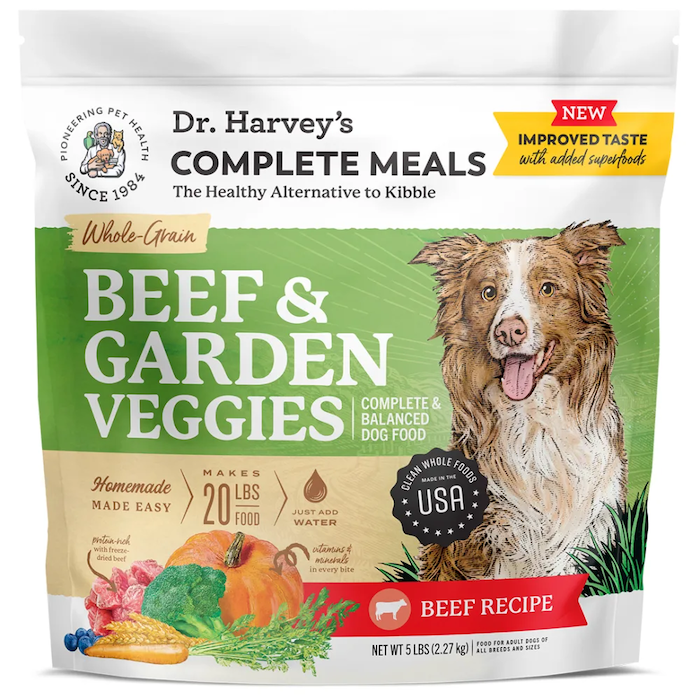 PIONEERING PET HEALTH
SINCE 1984
Dr. Harvey's
COMPLETE MEALS
The Healthy Alternative to Kibble
NEW
IMPROVED TASTE
with added superfoods
Whole-Grain
BEEF &
GARDEN
VEGGIES
COMPLETE &
BALANCED
DOG FOOD
Homemade
MADE EASY
MAKES
20 LBS
FOOD
JUST ADD
WATER
CLEAN WHOLE FOODS
MADE IN THE
USA
protein-rich
with freeze-
dried beef
vitamins &
minerals
in every bite
BEEF RECIPE
NET WT 5 LBS (2.27 kg)
FOOD FOR ADULT DOGS OF
ALL BREEDS AND SIZES